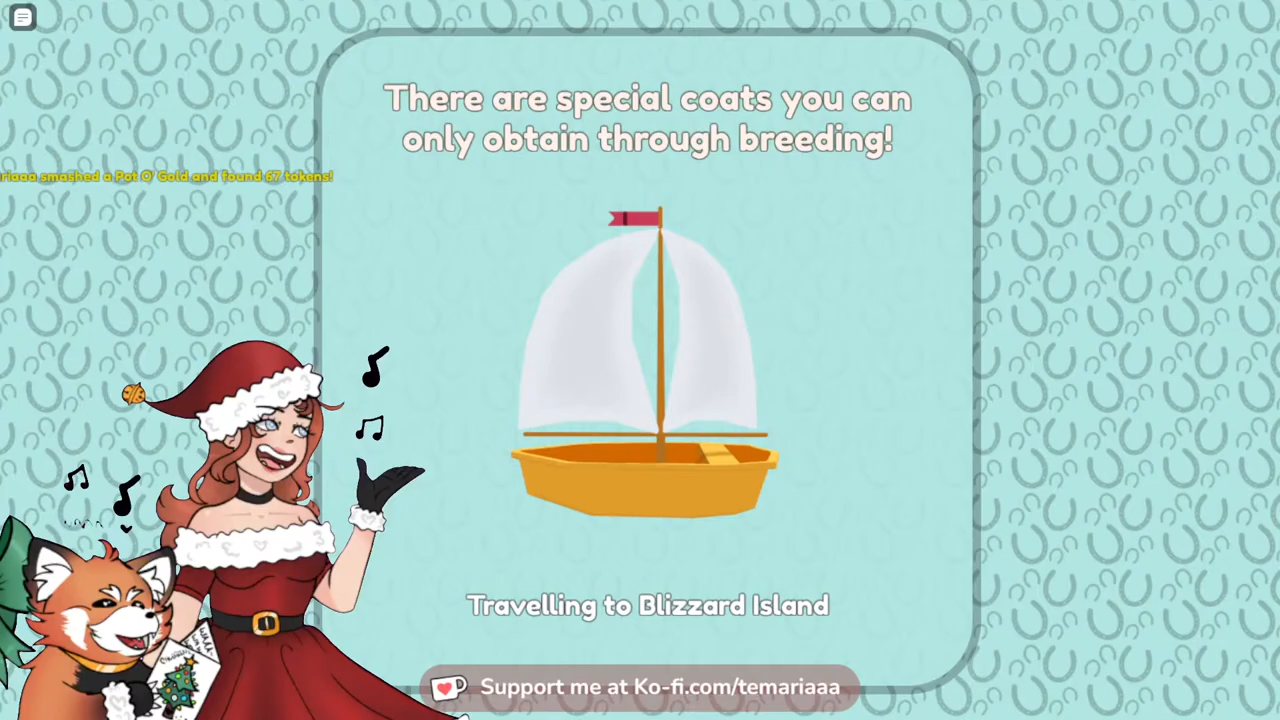 There are special coats you can
only obtain through breeding!
riaaa smashed a Pot O' Gold and found 67 tokens!
Travelling to Blizzard Island
Support me at Ko-fi.com/temariaaa